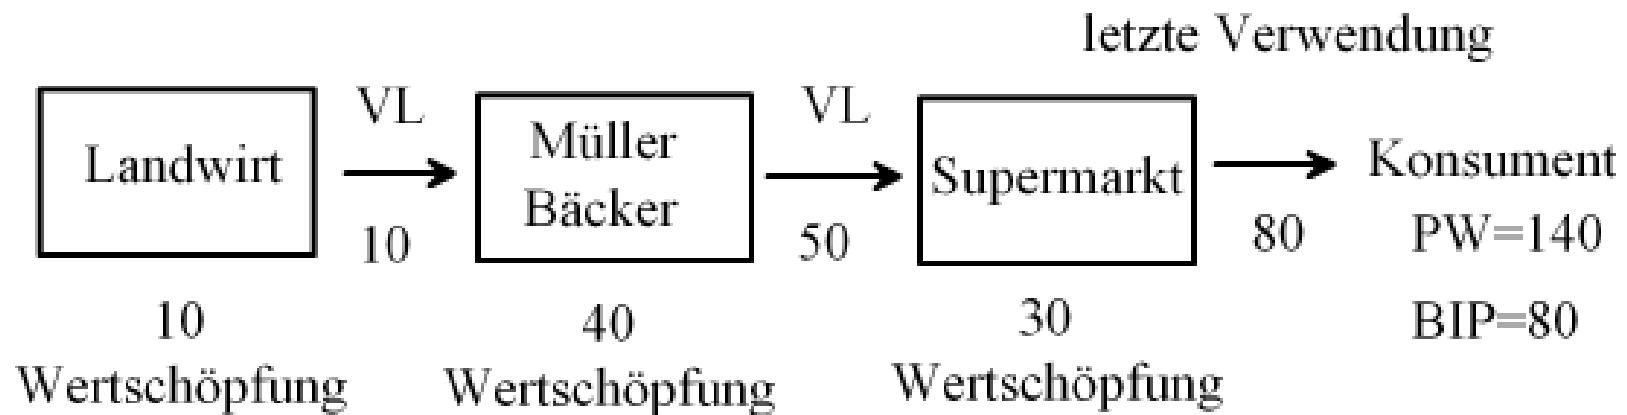 letzte Verwendung
Landwirt
VL
10
Müller
Bäcker
VL
50
Supermarkt
80
Konsument
PW=140
BIP=80
10
Wertschöpfung
40
Wertschöpfung
30
Wertschöpfung